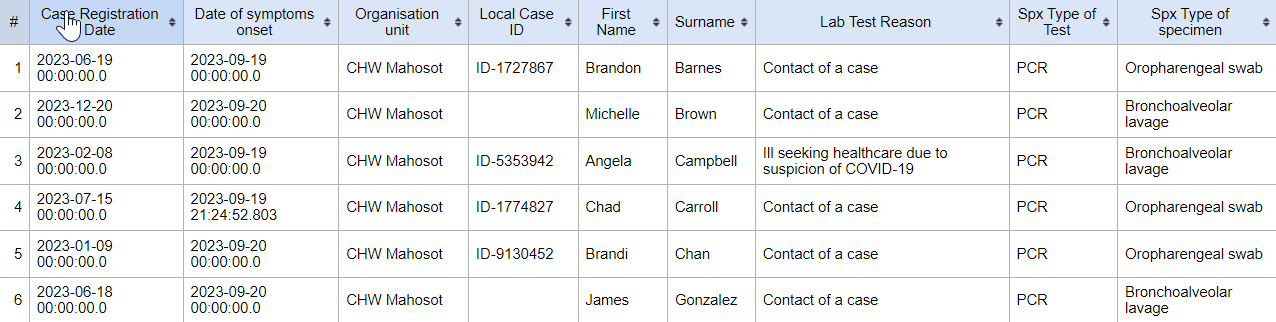 # Case Registration Date Date of symptoms onset Organisation unit Local Case ID First Name Surname Lab Test Reason Spx Type of Test Spx Type of specimen
1 2023-06-19 00:00:00.0 2023-09-19 00:00:00.0 CHW Mahosot ID-1727867 Brandon Barnes Contact of a case PCR Oropharengeal swab
2 2023-12-20 00:00:00.0 2023-09-20 00:00:00.0 CHW Mahosot Michelle Brown Contact of a case PCR Bronchoalveolar lavage
3 2023-02-08 00:00:00.0 2023-09-19 00:00:00.0 CHW Mahosot ID-5353942 Angela Campbell Ill seeking healthcare due to suspicion of COVID-19 PCR Bronchoalveolar lavage
4 2023-07-15 00:00:00.0 2023-09-19 21:24:52.803 CHW Mahosot ID-1774827 Chad Carroll Contact of a case PCR Oropharengeal swab
5 2023-01-09 00:00:00.0 2023-09-20 00:00:00.0 CHW Mahosot ID-9130452 Brandi Chan Contact of a case PCR Oropharengeal swab
6 2023-06-18 00:00:00.0 2023-09-20 00:00:00.0 CHW Mahosot James Gonzalez Contact of a case PCR Bronchoalveolar lavage